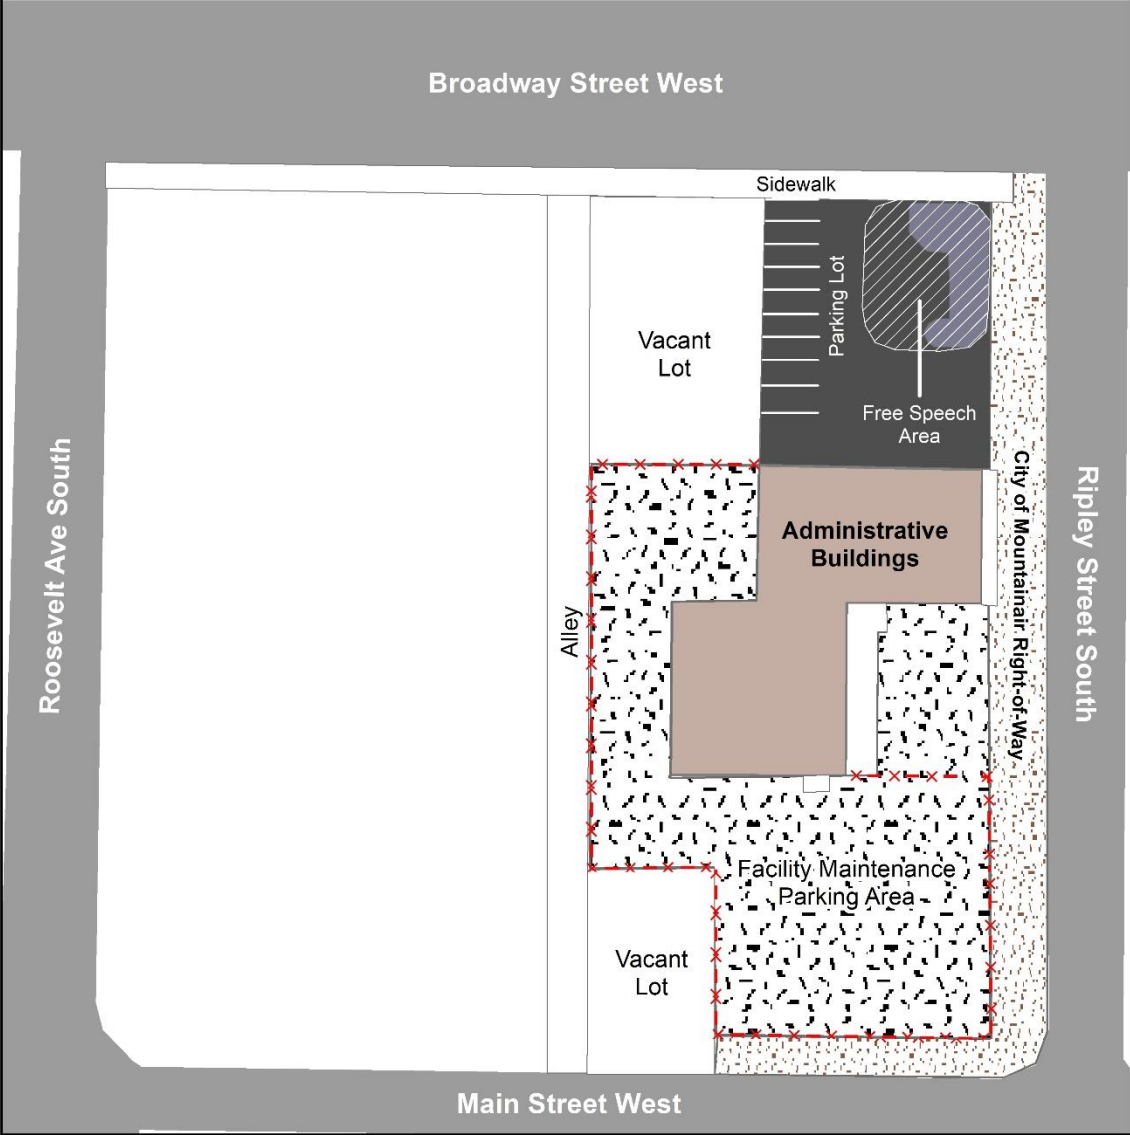 Broadway Street West
Sidewalk
Parking Lot
Vacant
Lot
Free Speech
Area
Roosevelt Ave South
City of Mountainair Right-of-Way
Ripley Street South
Administrative
Buildings
Alley
Facility Maintenance
Parking Area
Vacant
Lot
Main Street West